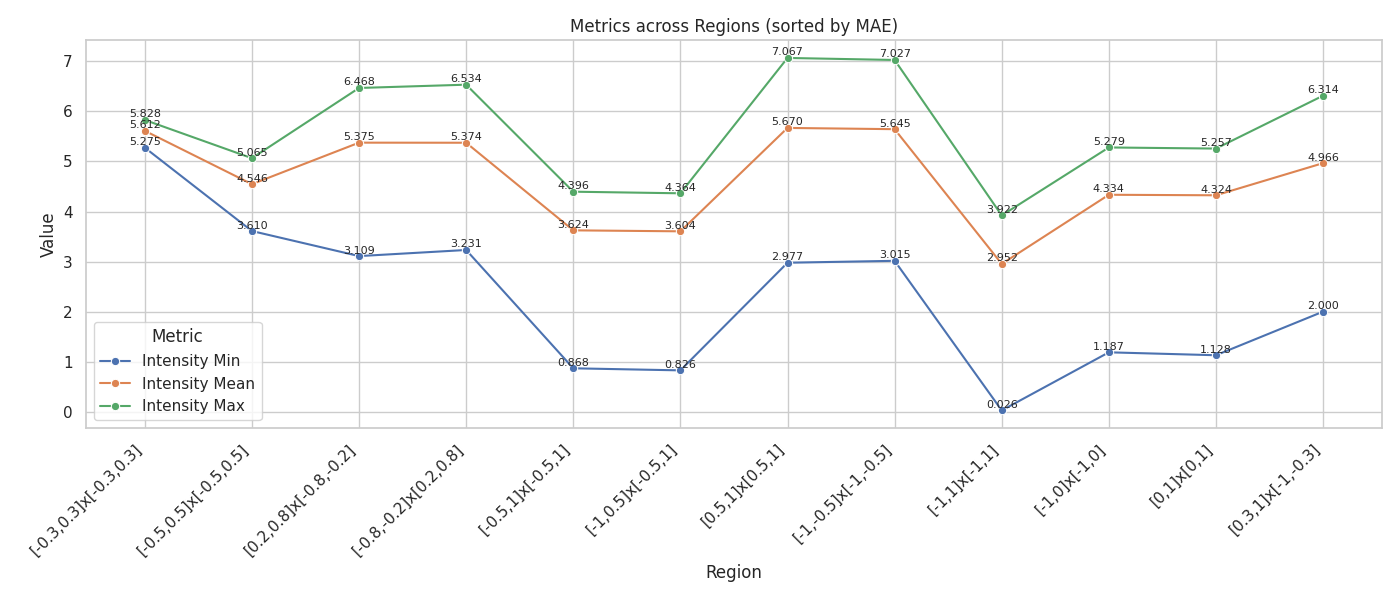 Metrics across Regions (sorted by MAE)
Value
7
6
5
4
3
2
1
0
5.828
5.612
5.275
5.065
4.546
3.610
6.468
5.375
3.109
6.534
5.374
3.231
4.396
3.624
0.868
4.364
3.604
0.826
7.067
5.670
2.977
7.027
5.645
3.015
3.922
2.952
0.026
5.279
4.334
1.187
5.257
4.324
1.128
6.314
4.966
2.000
Metric
Intensity Min
Intensity Mean
Intensity Max
[-0.3,0.3]x[-0.3,0.3]
[-0.5,0.5]x[-0.5,0.5]
[0.2,0.8]x[-0.8,-0.2]
[-0.8,-0.2]x[0.2,0.8]
[-0.5,1]x[-0.5,1]
[-1,0.5]x[-0.5,1]
[0.5,1]x[0.5,1]
[-1,-0.5]x[-1,-0.5]
[-1,1]x[-1,1]
[-1,0]x[-1,0]
[0,1]x[0,1]
[0.3,1]x[-1,-0.3]
Region